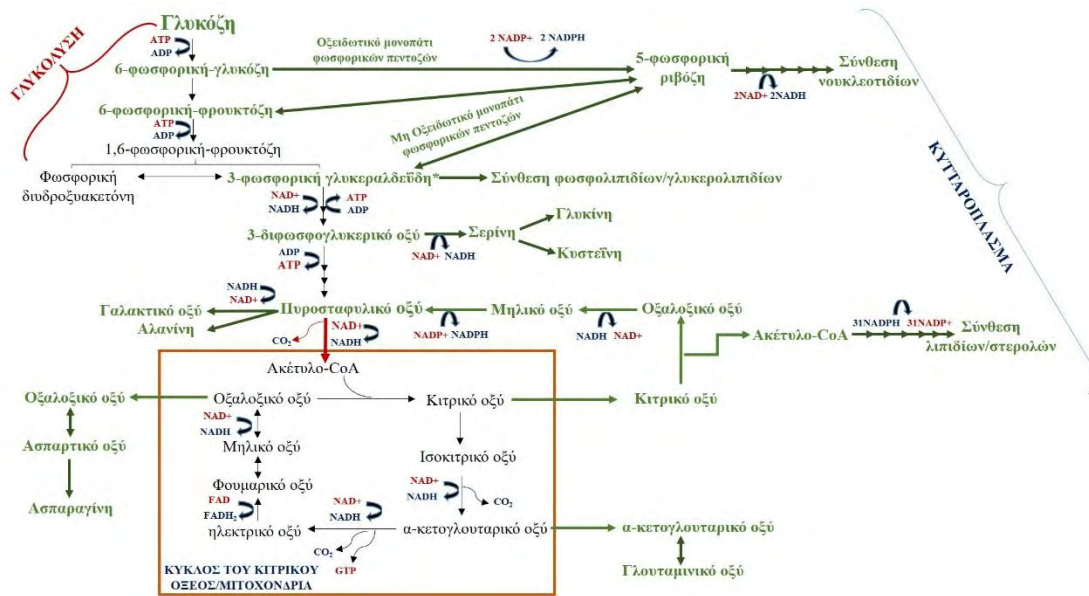 Γλυκόζη
ΓΛΥΚΟΛΥΣΗ
ATP
ADP
Οξειδωτικό μονοπάτι
φωσφορικών πεντοζών
2 NADP+ 2 NADPH
6-φωσφορική-γλυκόζη
5-φωσφορική
ριβόζη
Σύνθεση
νουκλεοτιδίων
2NAD+ 2NADH
6-φωσφορική-φρουκτόζη
Μη Οξειδωτικό μονοπάτι
φωσφορικών πεντοζών
ATP
ADP
1,6-φωσφορική-φρουκτόζη
Φωσφορική
διυδροξυακετόνη
3-φωσφορική γλυκεραλδεΰδη*
Σύνθεση φωσφολιπιδίων/γλυκερολιπιδίων
ΚΥΤΤΑΡΟΠΛΑΣΜΑ
NAD+
NADH
ATP
ADP
3-διφωσφογλυκερικό οξύ
Σερίνη
Γλυκίνη
Κυστεΐνη
NAD+ NADH
ADP
ATP
NADH
NAD+
Γαλακτικό οξύ
Αλανίνη
Πυροσταφυλικό οξύ
Μηλικό οξύ
Οξαλοξικό οξύ
NADP+ NADPH
NADH NAD+
CO2
NAD+
NADH
Ακέτυλο-CoA
31NADPH 31NADP+
Σύνθεση
λιπιδίων/στερολών
Ακέτυλο-CoA
Οξαλοξικό οξύ
Οξαλοξικό οξύ
Κιτρικό οξύ
Κιτρικό οξύ
NAD+
NADH
Ασπαρτικό οξύ
Μηλικό οξύ
Ισοκιτρικό οξύ
Φουμαρικό οξύ
NAD+
NADH
CO2
Ασπαραγίνη
FAD
FADH2
NAD+
NADH
ηλεκτρικό οξύ
α-κετογλουταρικό οξύ
α-κετογλουταρικό οξύ
CO2
GTP
Γλουταμινικό οξύ
ΚΥΚΛΟΣ ΤΟΥ ΚΙΤΡΙΚΟΥ
ΟΞΕΟΣ/ΜΙΤΟΧΟΝΔΡΙΑ